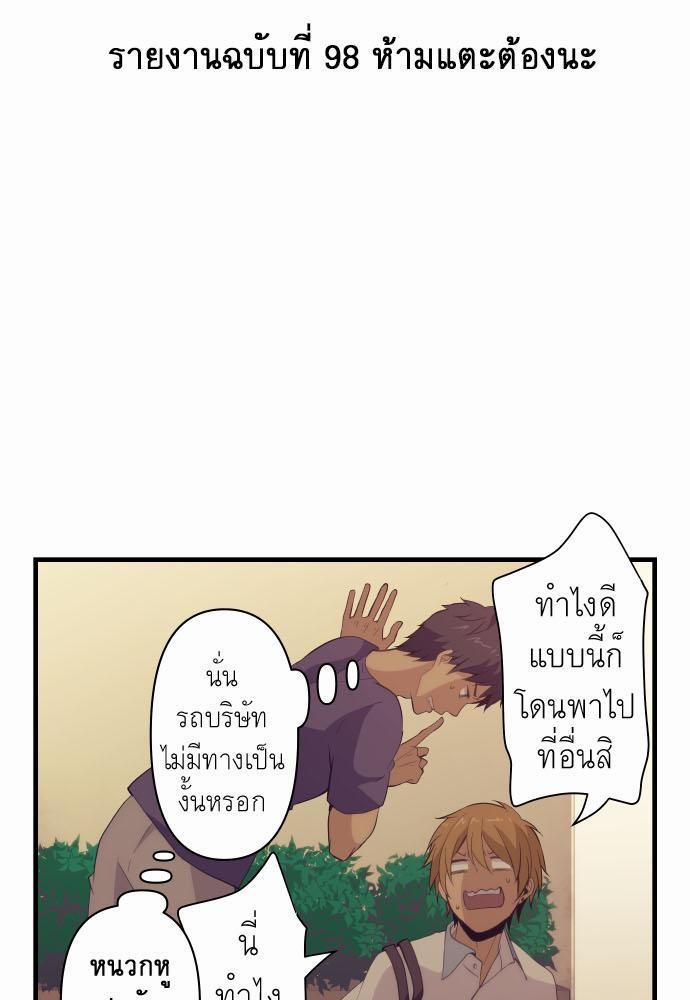 รายงานฉบับที่ 98 ห้ามแตะต้องนะ
ทำไงดี
แบบนี้ก็
โดนพาไป
ที่อื่นสิ
นั่น
รถบริษัท
ไม่มีทางเป็น
งั้นหรอก
นี่
ทำไง
หนวกหู